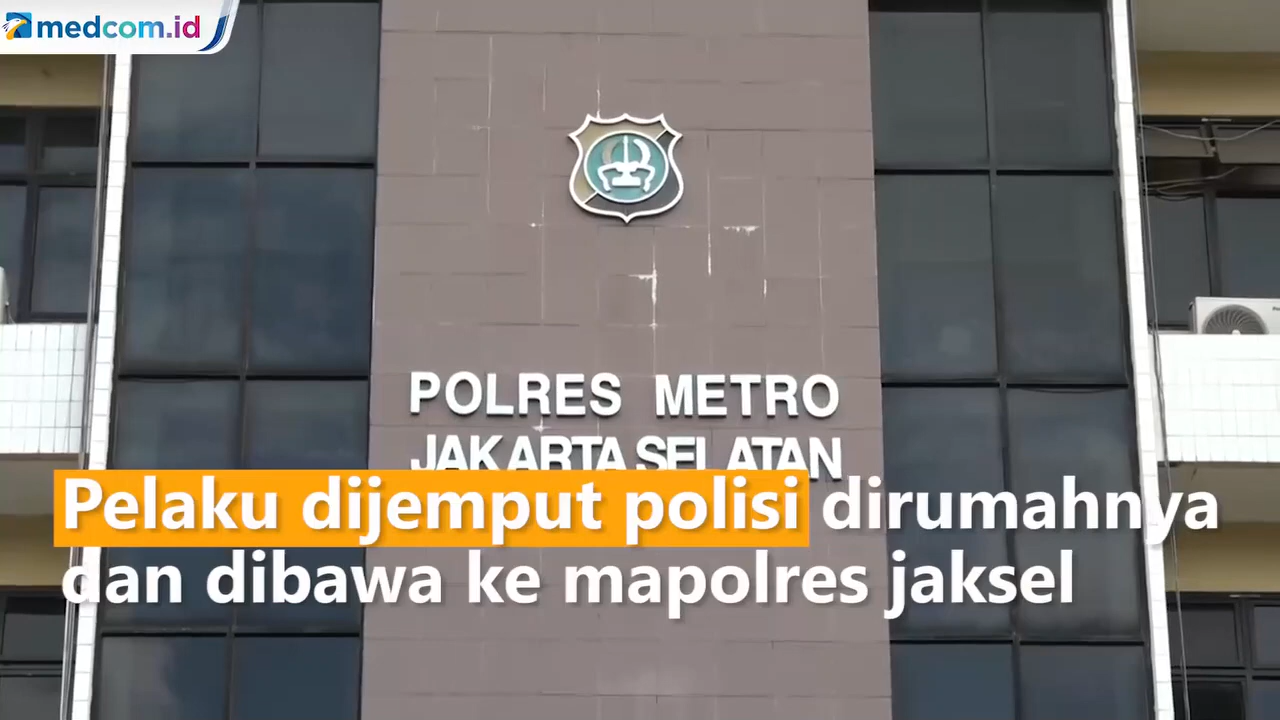 medcom.id
POLRES METRO
JAKARTA SELATAN
Pelaku dijemput polisi dirumahnya
dan dibawa ke mapolres jaksel